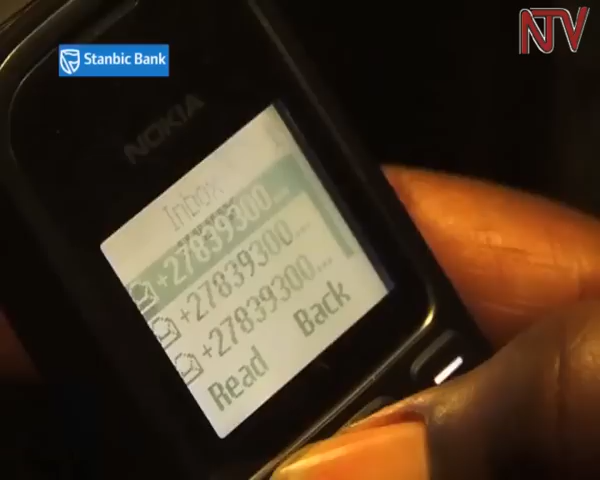 NTV
Stanbic Bank
NOKIA
Inbox
+27839300...
+27839300...
+27839300...
Read Back